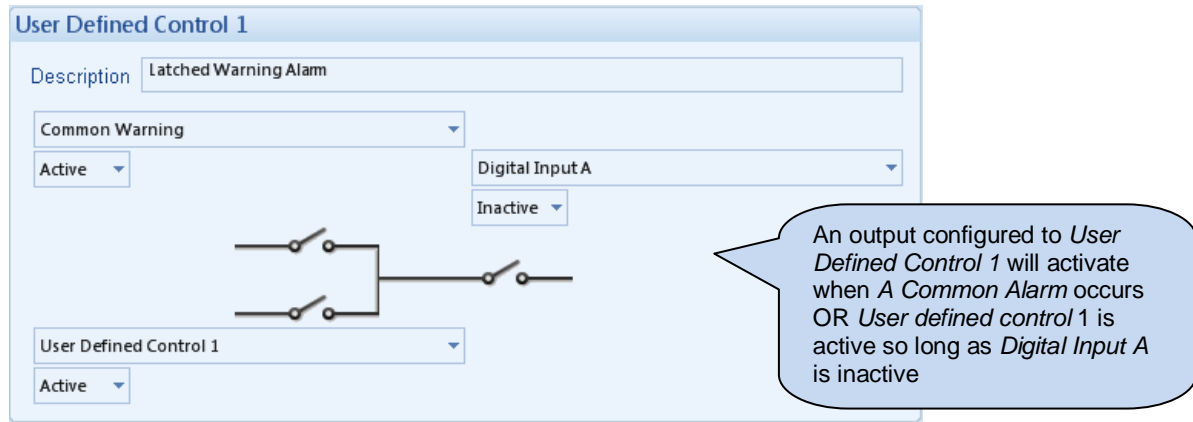 User Defined Control 1
Description Latched Warning Alarm
Common Warning
Active
Digital Input A
Inactive
User Defined Control 1
Active
An output configured to User
Defined Control 1 will activate
when A Common Alarm occurs
OR User defined control 1 is
active so long as Digital Input A
is inactive